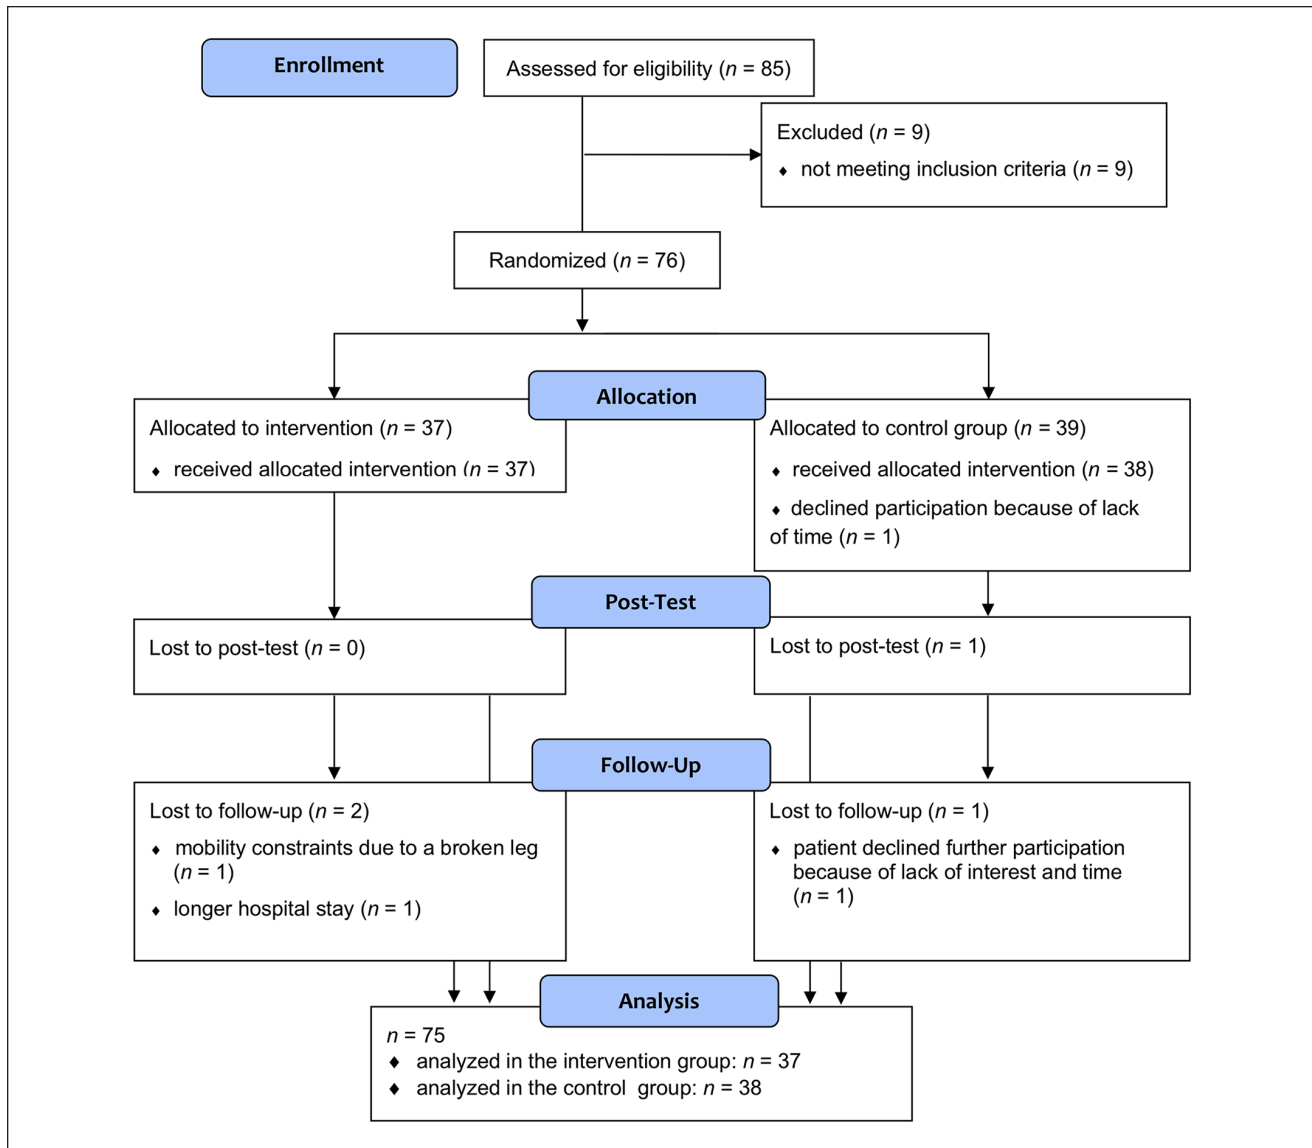 Enrollment
Assessed for eligibility (n = 85)
Excluded (n = 9)
♦ not meeting inclusion criteria (n = 9)
Randomized (n = 76)
Allocation
Allocated to intervention (n = 37)
♦ received allocated intervention (n = 37)
Allocated to control group (n = 39)
♦ received allocated intervention (n = 38)
♦ declined participation because of lack
of time (n = 1)
Post-Test
Lost to post-test (n = 0)
Lost to post-test (n = 1)
Follow-Up
Lost to follow-up (n = 2)
♦ mobility constraints due to a broken leg
(n = 1)
♦ longer hospital stay (n = 1)
Lost to follow-up (n = 1)
♦ patient declined further participation
because of lack of interest and time
(n = 1)
Analysis
n = 75
♦ analyzed in the intervention group: n = 37
♦ analyzed in the control group: n = 38